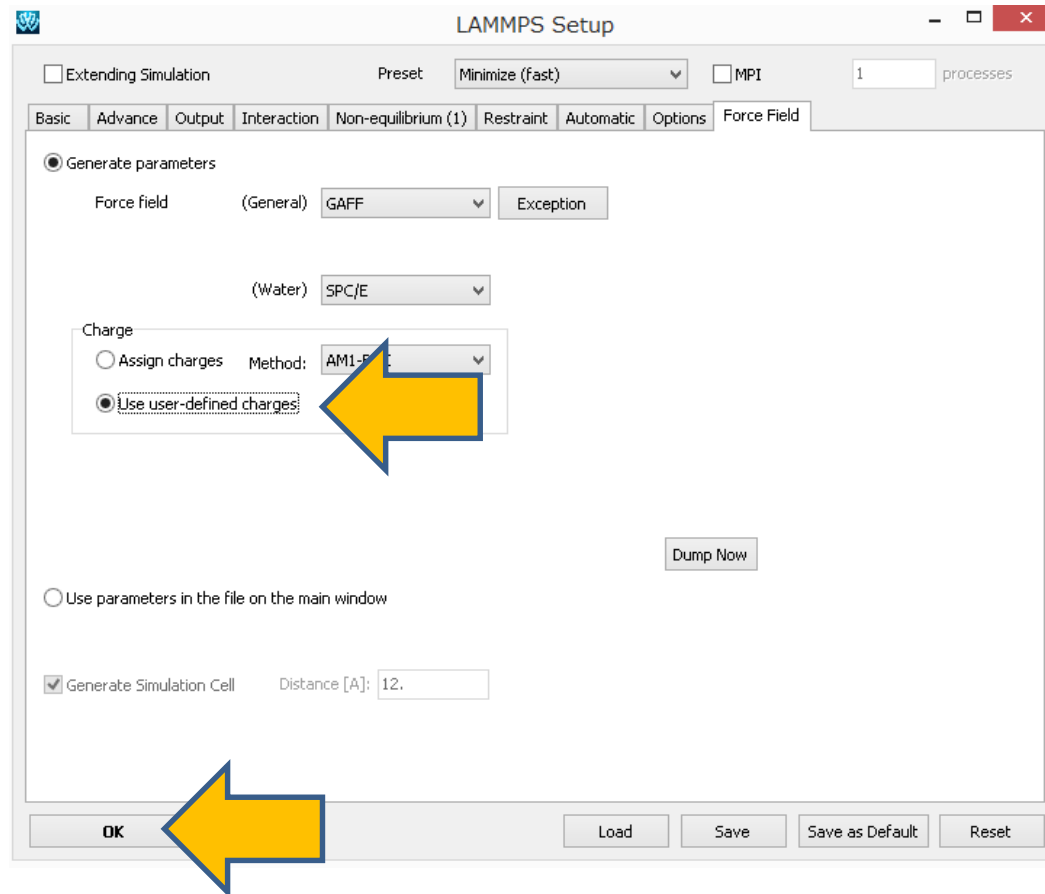 LAMMPS Setup
Extending Simulation Preset Minimize (fast) MPI 1 processes
Basic Advance Output Interaction Non-equilibrium (1) Restraint Automatic Options Force Field
Generate parameters
Force field (General) GAFF Exception
(Water) SPC/E
Charge
Assign charges Method:
Use user-defined charges
Dump Now
Use parameters in the file on the main window
Generate Simulation Cell Distance [A]: 12.
OK Load Save Save as Default Reset